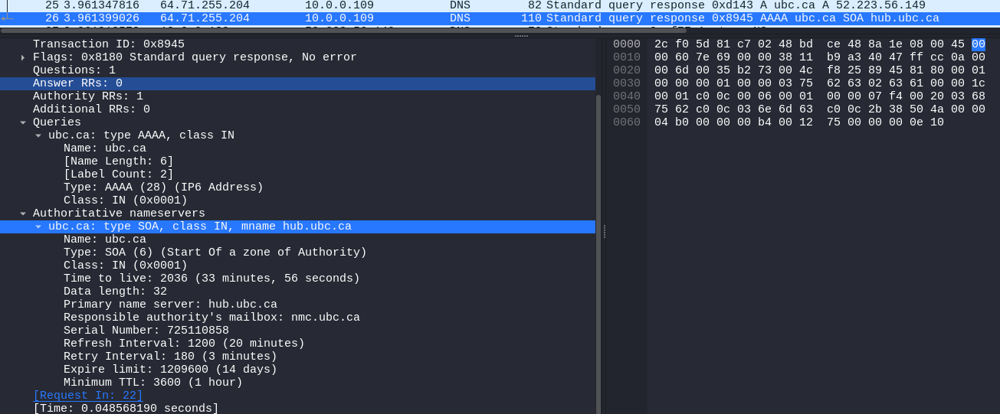 25 3.961347816 64.71.255.204 10.0.0.109 DNS 82 Standard query response 0xd143 A ubc.ca A 52.223.56.149
26 3.961399026 64.71.255.204 10.0.0.109 DNS 110 Standard query response 0x8945 AAAA ubc.ca SOA hub.ubc.ca
Transaction ID: 0x8945
Flags: 0x8180 Standard query response, No error
Questions: 1
Answer RRs: 0
Authority RRs: 1
Additional RRs: 0
Queries
ubc.ca: type AAAA, class IN
Name: ubc.ca
[Name Length: 6]
[Label Count: 2]
Type: AAAA (28) (IP6 Address)
Class: IN (0x0001)
Authoritative nameservers
ubc.ca: type SOA, class IN, mname hub.ubc.ca
Name: ubc.ca
Type: SOA (6) (Start Of a zone of Authority)
Class: IN (0x0001)
Time to live: 2036 (33 minutes, 56 seconds)
Data length: 32
Primary name server: hub.ubc.ca
Responsible authority's mailbox: nmc.ubc.ca
Serial Number: 725110858
Refresh Interval: 1200 (20 minutes)
Retry Interval: 180 (3 minutes)
Expire limit: 1209600 (14 days)
Minimum TTL: 3600 (1 hour)
[Request In: 22]
[Time: 0.048568190 seconds]
0000 2c f0 5d 81 c7 02 48 bd ce 48 8a 1e 08 00 45 00
0010 00 60 7e 69 00 00 38 11 b9 a3 40 47 ff cc 0a 00
0020 00 6d 00 35 b2 73 00 4c f8 25 89 45 81 80 00 01
0030 00 00 00 01 00 00 03 75 62 63 02 63 61 00 00 1c
0040 00 01 c0 0c 00 06 00 01 00 00 07 f4 00 20 03 68
0050 75 62 c0 0c 03 6e 6d 63 c0 0c 2b 38 50 4a 00 00
0060 04 b0 00 00 00 b4 00 12 75 00 00 00 0e 10